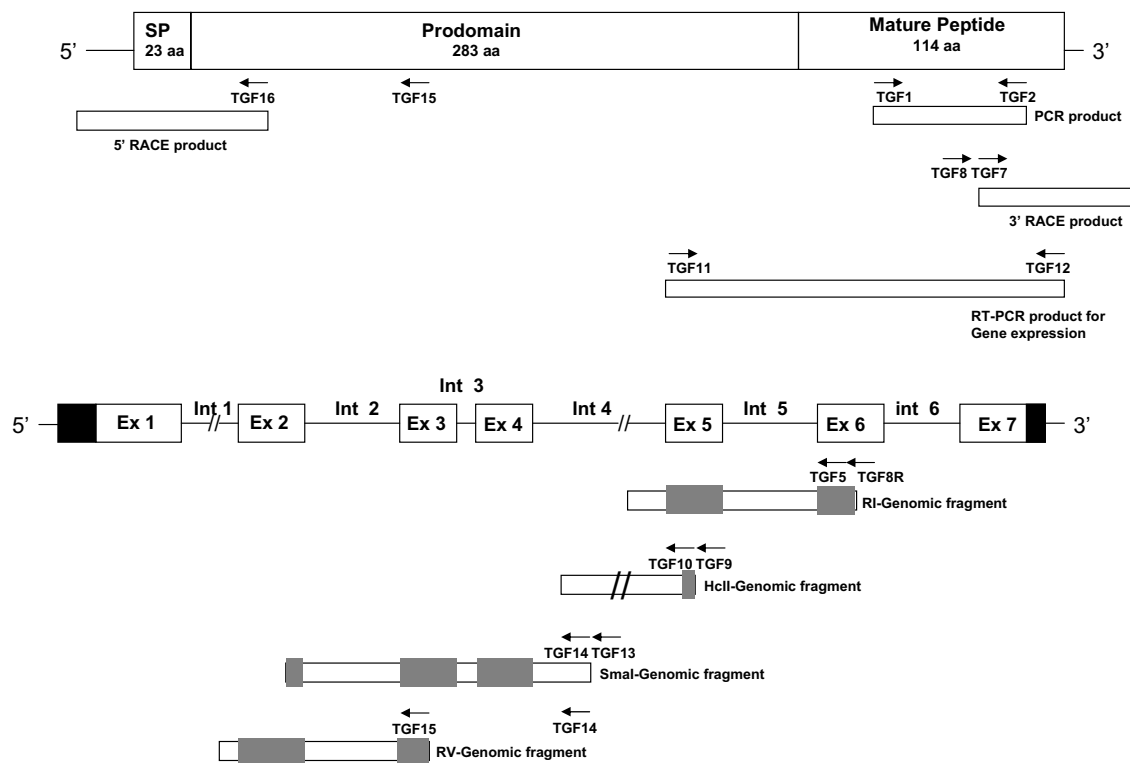 SP
23 aa
Prodomain
283 aa
Mature Peptide
114 aa
5’
3’
TGF16
TGF15
TGF1
TGF2
5’ RACE product
PCR product
TGF8
TGF7
3’ RACE product
TGF11
TGF12
RT-PCR product for
Gene expression
5’
Ex 1
Int 1
Ex 2
Int 2
Ex 3
Int 3
Ex 4
Int 4
Ex 5
Int 5
Ex 6
int 6
Ex 7
3’
TGF5
TGF8R
RI-Genomic fragment
TGF10
TGF9
HcII-Genomic fragment
TGF14
TGF13
SmaI-Genomic fragment
TGF15
TGF14
RV-Genomic fragment